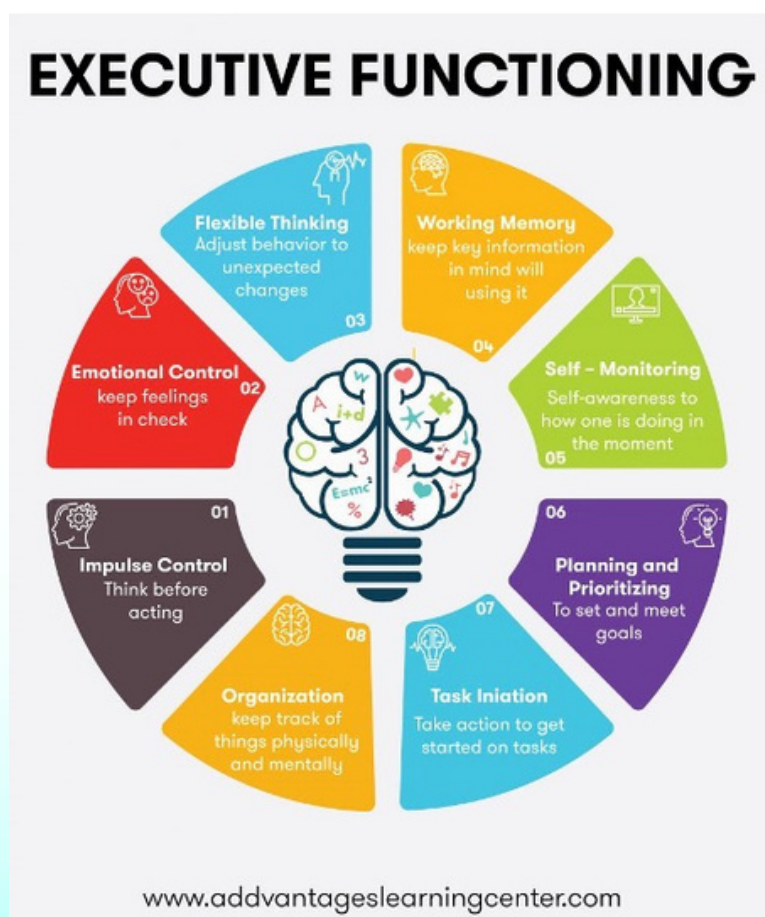 EXECUTIVE FUNCTIONING
01
Impulse Control
Think before
acting
Emotional Control
02
keep feelings
in check
Flexible Thinking
Adjust behavior to
unexpected
changes
03
Working Memory
keep key information
in mind will
using it
04
Self – Monitoring
Self-awareness to
how one is doing in
the moment
05
06
Planning and
Prioritizing
To set and meet
goals
07
Task Iniation
Take action to get
started on tasks
08
Organization
keep track of
things physically
and mentally
W
A
i+d
3
E=mc²
%
www.addvantageslearningcenter.com